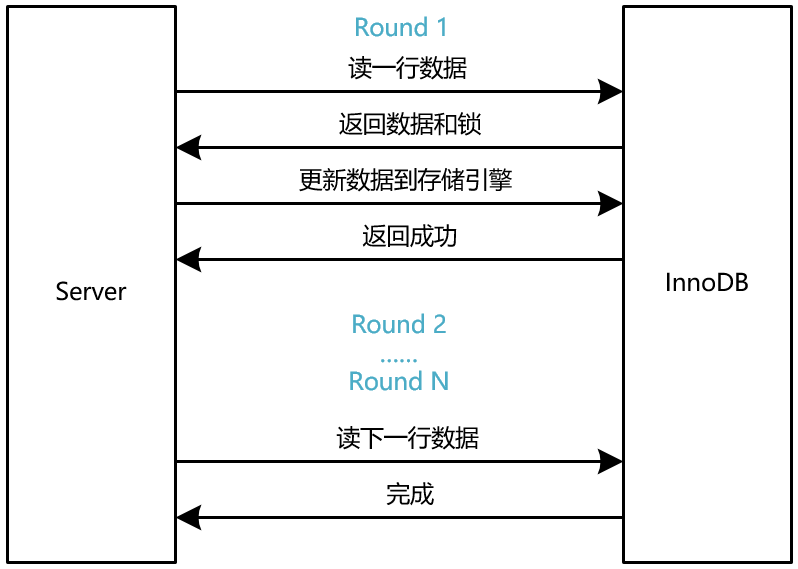 Round 1
读一行数据
返回数据和锁
更新数据到存储引擎
返回成功
Server
InnoDB
Round 2
......
Round N
读下一行数据
完成